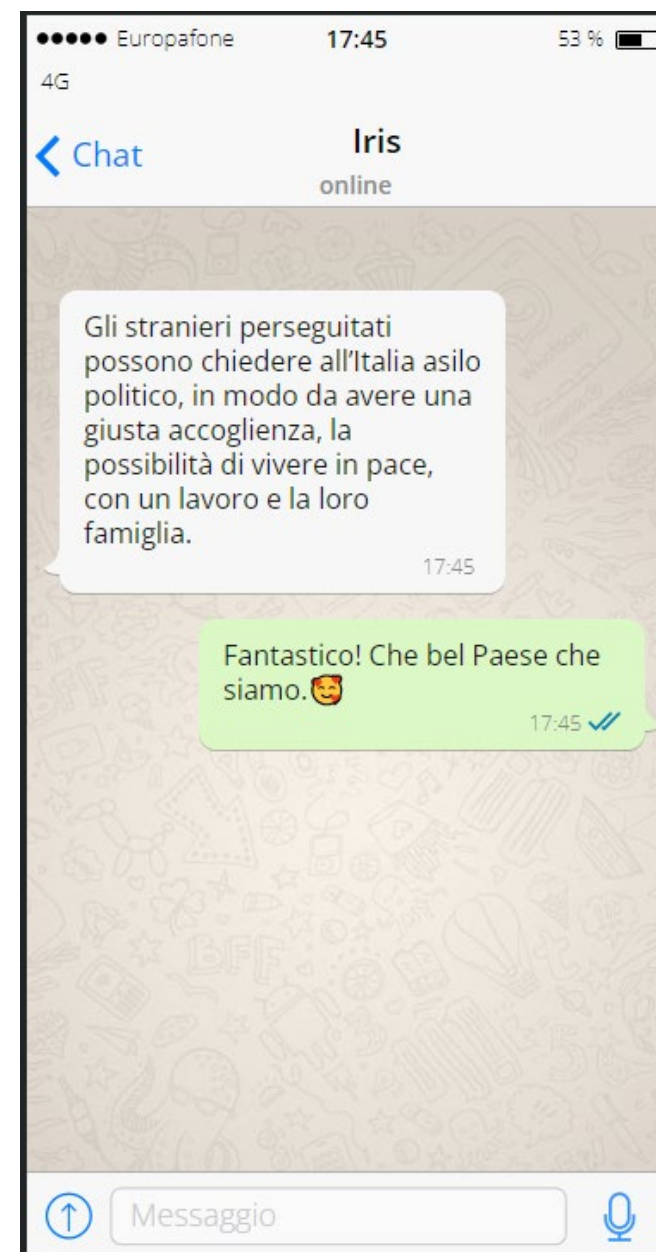 ●●●●● Europafone 17:45 53 %
4G
Chat Iris
online
Gli stranieri perseguitati
possono chiedere all'Italia asilo
politico, in modo da avere una
giusta accoglienza, la
possibilità di vivere in pace,
con un lavoro e la loro
famiglia.
17:45
Fantastico! Che bel Paese che
siamo.🥰
17:45
BFF
Messaggio